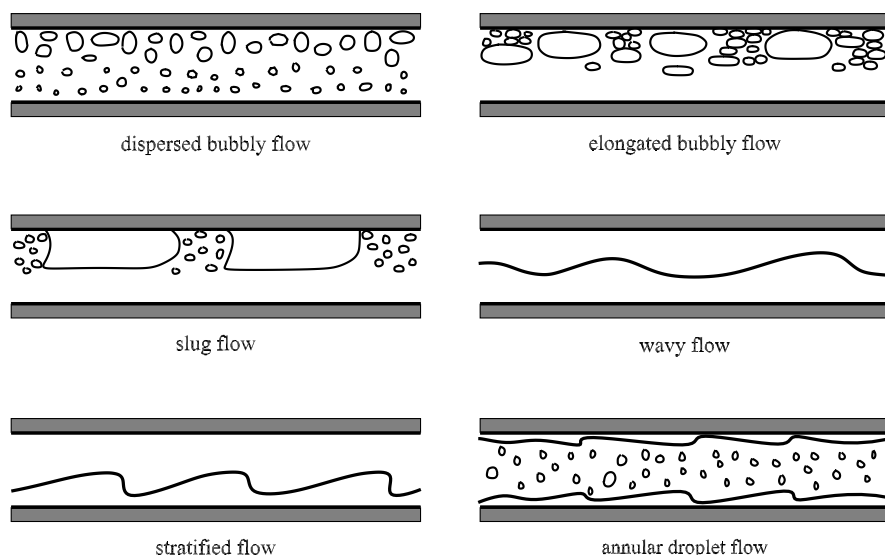 dispersed bubbly flow
elongated bubbly flow
slug flow
wavy flow
stratified flow
annular droplet flow